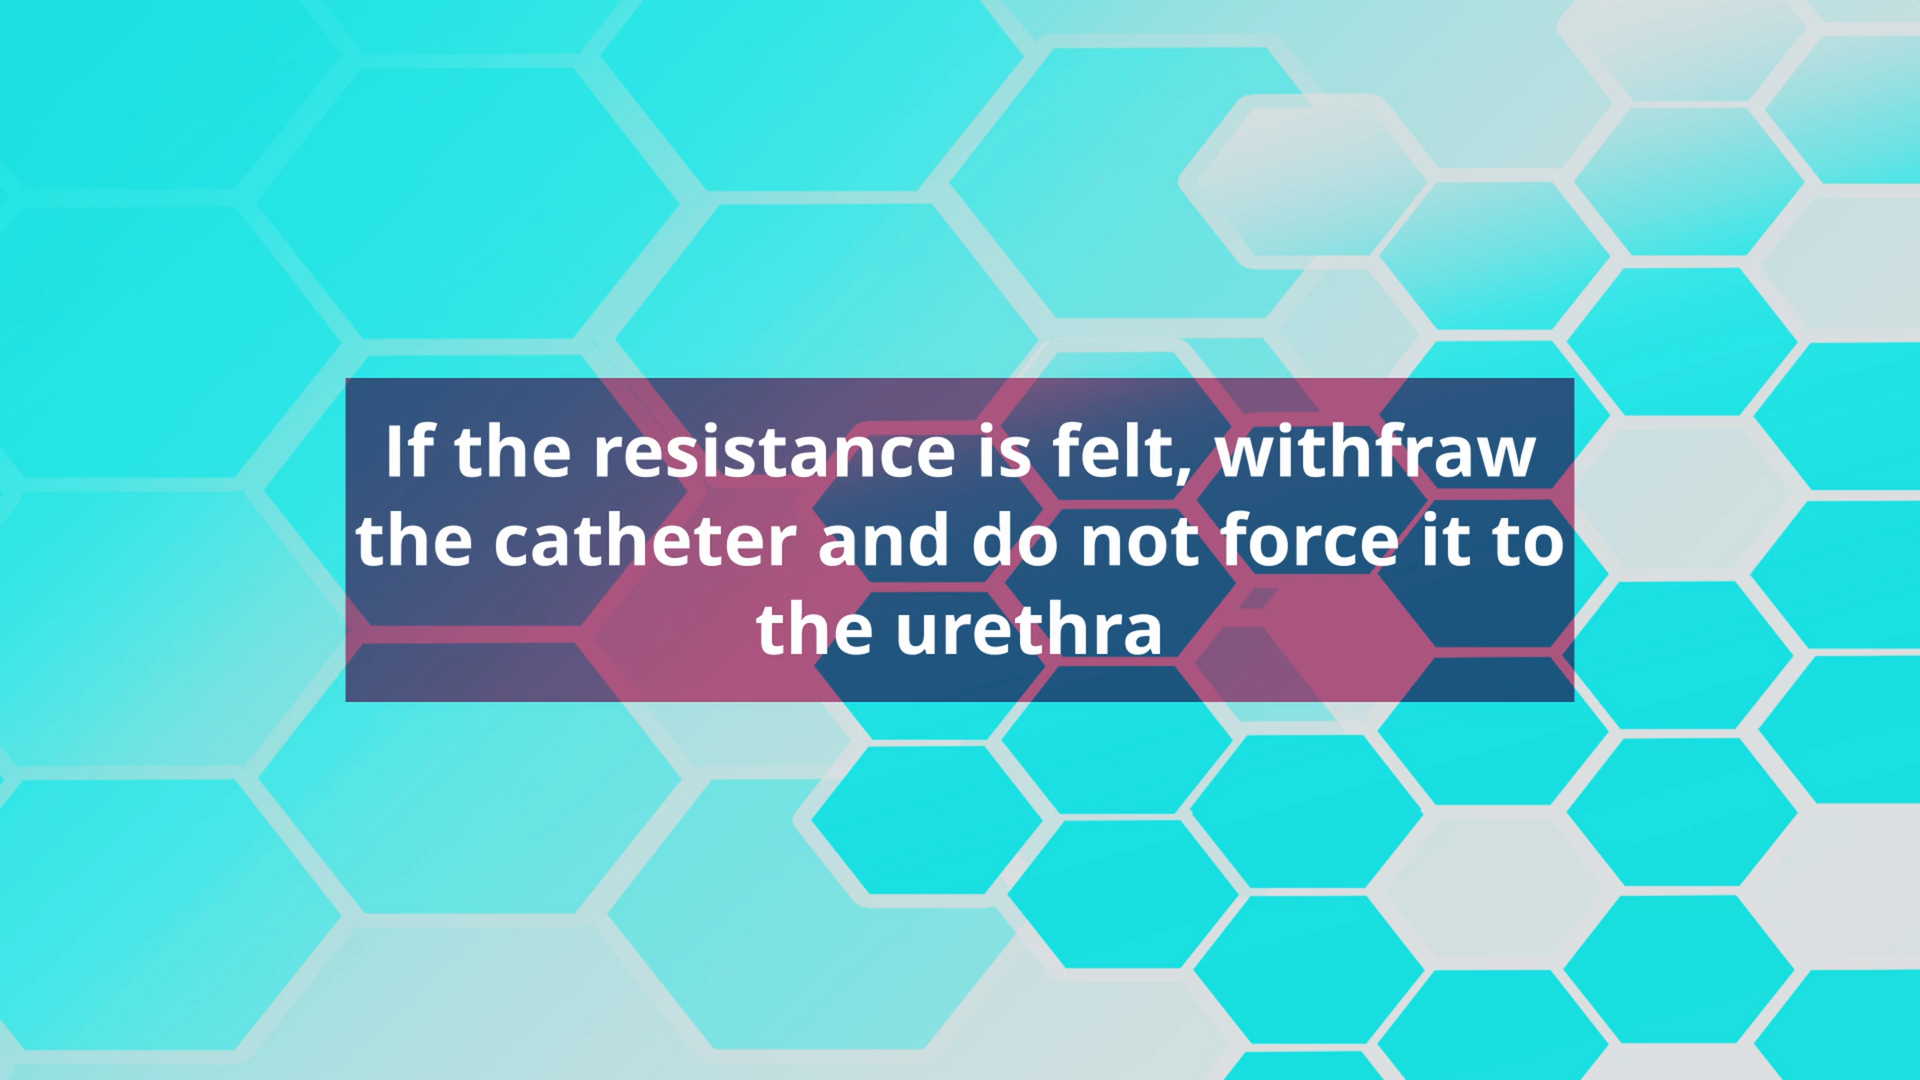 If the resistance is felt, withfraw
the catheter and do not force it to
the urethra